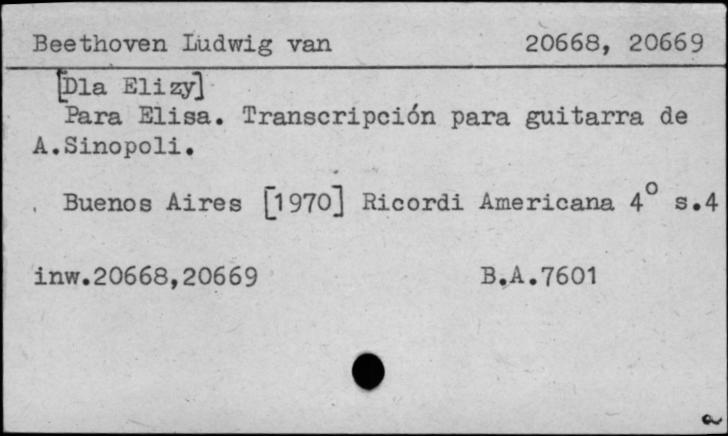 Beethoven Ludwig van 20668, 20669
[Dla Elizy]
Para Elisa. Transcripción para guitarra de
A.Sinopoli.
Buenos Aires [1970] Ricordi Americana 4° s.4
inw.20668,20669 B.A.7601